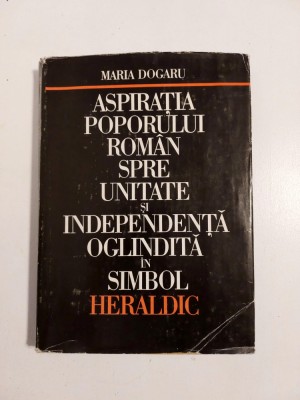 MARIA DOGARU
ASPIRAȚIA
POPORULUI
ROMÂN
SPRE
UNITATE
și
INDEPENDENȚĂ
OGLINDITĂ
ÎN
SIMBOL
HERALDIC